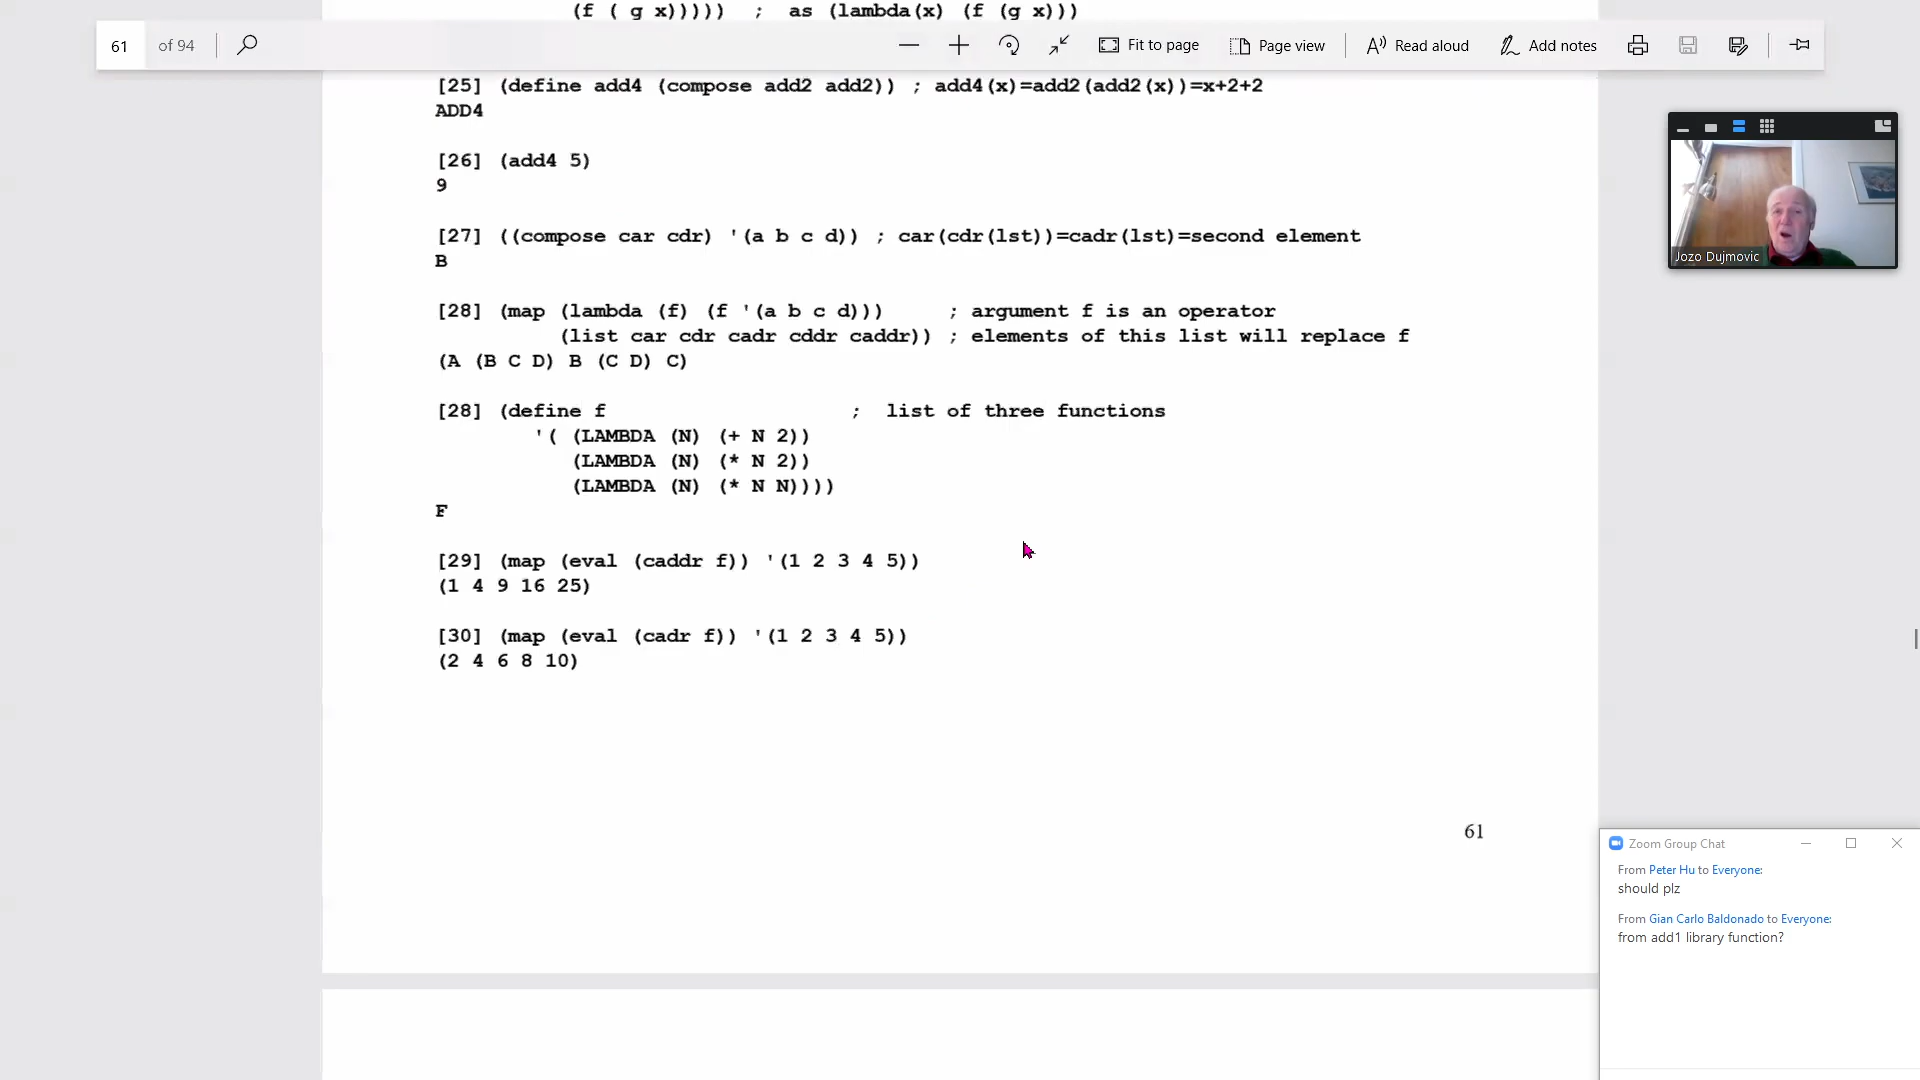 (f ( g x))))) ; as (lambda(x) (f (g x)))
61 of 94 Fit to page Page view Read aloud Add notes
[25] (define add4 (compose add2 add2)) ; add4(x)=add2(add2(x))=x+2+2
ADD4
[26] (add4 5)
9
[27] ((compose car cdr) '(a b c d)) ; car(cdr(lst))=cadr(lst)=second element
B
[28] (map (lambda (f) (f '(a b c d))) ; argument f is an operator
(list car cdr cadr cddr caddr)) ; elements of this list will replace f
(A (B C D) B (C D) C)
[28] (define f ; list of three functions
'( (LAMBDA (N) (+ N 2))
(LAMBDA (N) (* N 2))
(LAMBDA (N) (* N N))))
F
[29] (map (eval (caddr f)) '(1 2 3 4 5))
(1 4 9 16 25)
[30] (map (eval (cadr f)) '(1 2 3 4 5))
(2 4 6 8 10)
61
Jozo Dujmovic
Zoom Group Chat
From Peter Hu to Everyone:
should plz
From Gian Carlo Baldonado to Everyone:
from add1 library function?